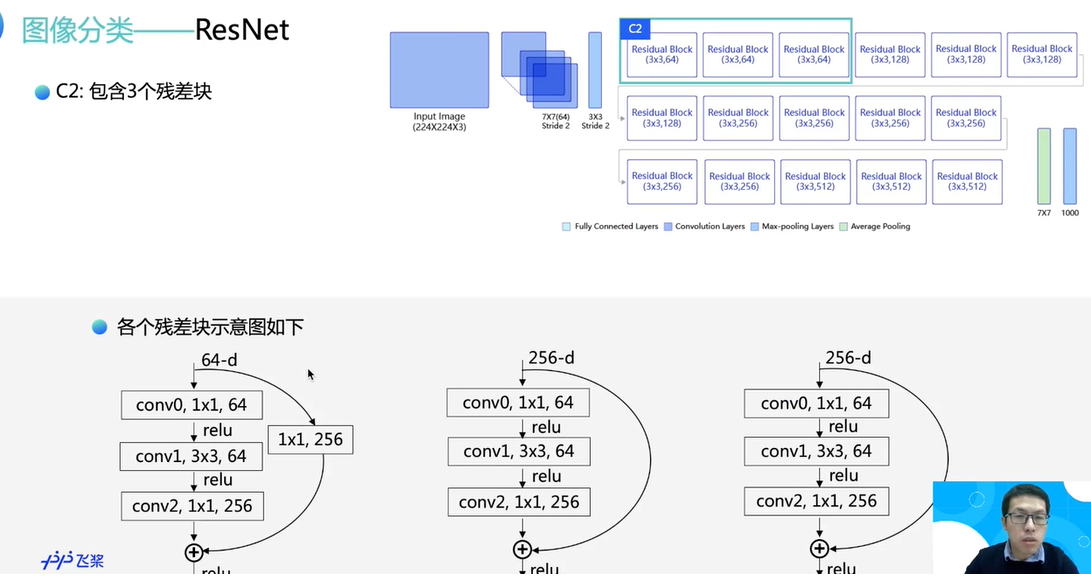 图像分类——ResNet
C2: 包含3个残差块
Input Image
(224X224X3)
7X7(64)
Stride 2
3X3
Stride 2
C2
Residual Block
(3x3,64)
Residual Block
(3x3,64)
Residual Block
(3x3,64)
Residual Block
(3x3,128)
Residual Block
(3x3,128)
Residual Block
(3x3,128)
Residual Block
(3x3,128)
Residual Block
(3x3,256)
Residual Block
(3x3,256)
Residual Block
(3x3,256)
Residual Block
(3x3,256)
Residual Block
(3x3,256)
Residual Block
(3x3,256)
Residual Block
(3x3,512)
Residual Block
(3x3,512)
Residual Block
(3x3,512)
7X7
1000
Fully Connected Layers
Convolution Layers
Max-pooling Layers
Average Pooling
各个残差块示意图如下
64-d
conv0, 1x1, 64
relu
conv1, 3x3, 64
relu
conv2, 1x1, 256
1x1, 256
relu
256-d
conv0, 1x1, 64
relu
conv1, 3x3, 64
relu
conv2, 1x1, 256
relu
256-d
conv0, 1x1, 64
relu
conv1, 3x3, 64
relu
conv2, 1x1, 256
relu
飞桨